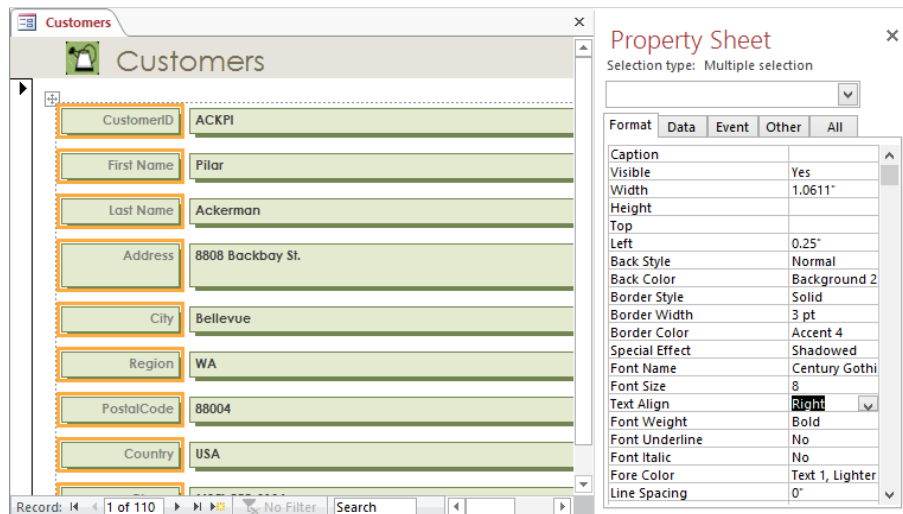 Customers
Customers
CustomerID ACKPI
First Name Pilar
Last Name Ackerman
Address 8808 Backbay St.
City Bellevue
Region WA
PostalCode 88004
Country USA
Record: 1 of 110 No Filter Search
Property Sheet
Selection type: Multiple selection
Format Data Event Other All
Caption
Visible Yes
Width 1.0611"
Height
Top
Left 0.25"
Back Style Normal
Back Color Background 2
Border Style Solid
Border Width 3 pt
Border Color Accent 4
Special Effect Shadowed
Font Name Century Gothi
Font Size 8
Text Align Right
Font Weight Bold
Font Underline No
Font Italic No
Fore Color Text 1, Lighter
Line Spacing 0"